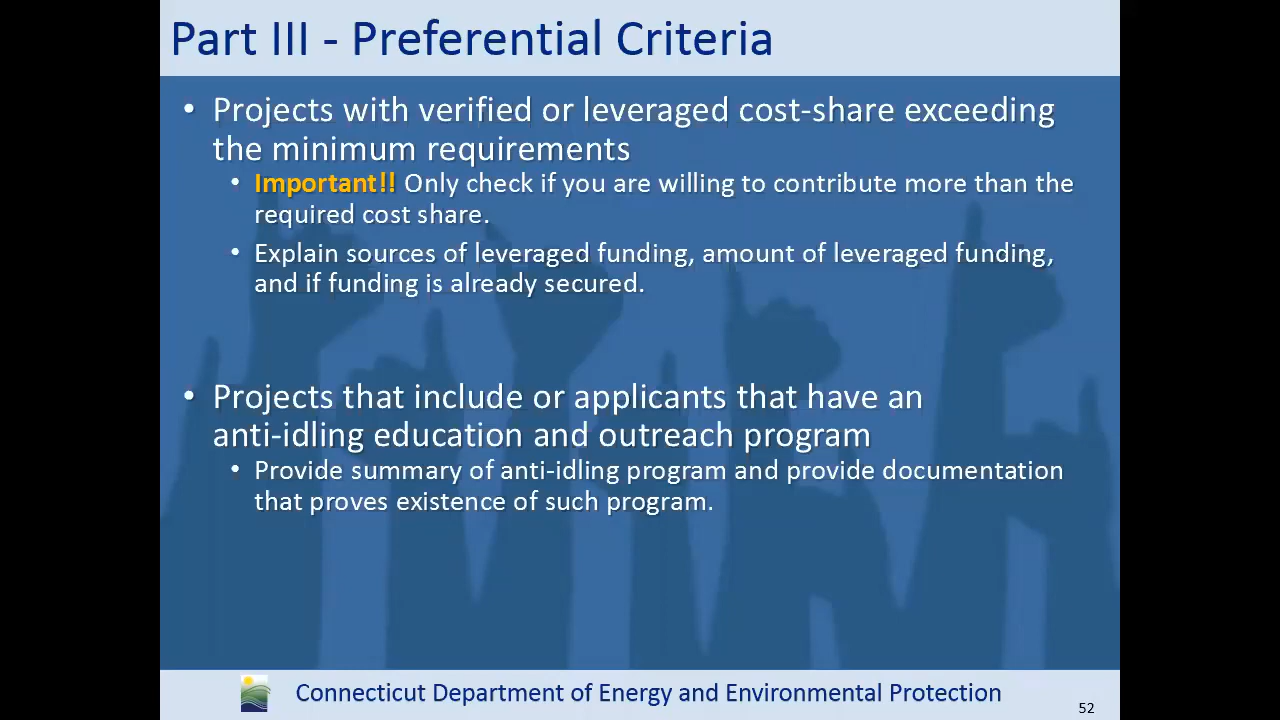 Part III - Preferential Criteria
• Projects with verified or leveraged cost-share exceeding
the minimum requirements
• Important!! Only check if you are willing to contribute more than the
required cost share.
• Explain sources of leveraged funding, amount of leveraged funding,
and if funding is already secured.
• Projects that include or applicants that have an
anti-idling education and outreach program
• Provide summary of anti-idling program and provide documentation
that proves existence of such program.
Connecticut Department of Energy and Environmental Protection
52